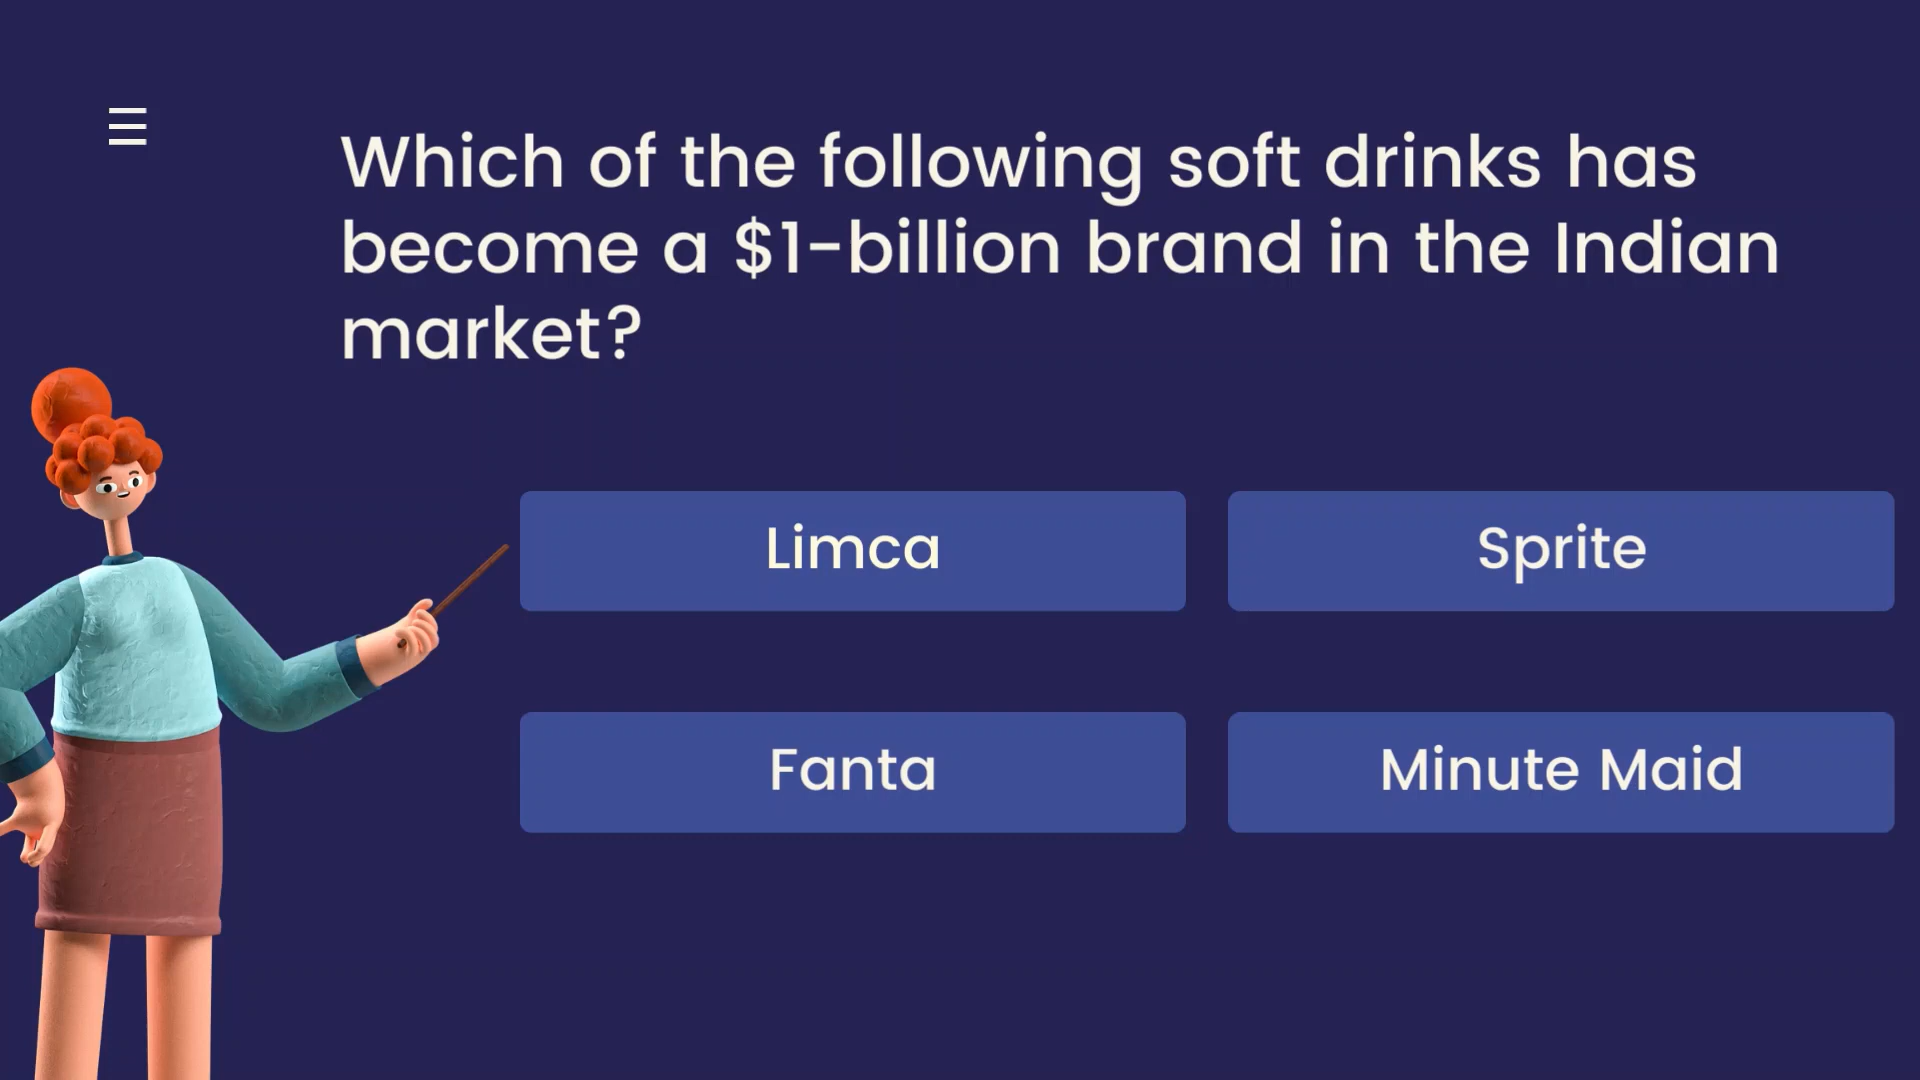 Which of the following soft drinks has
become a $1-billion brand in the Indian
market?
Limca
Sprite
Fanta
Minute Maid